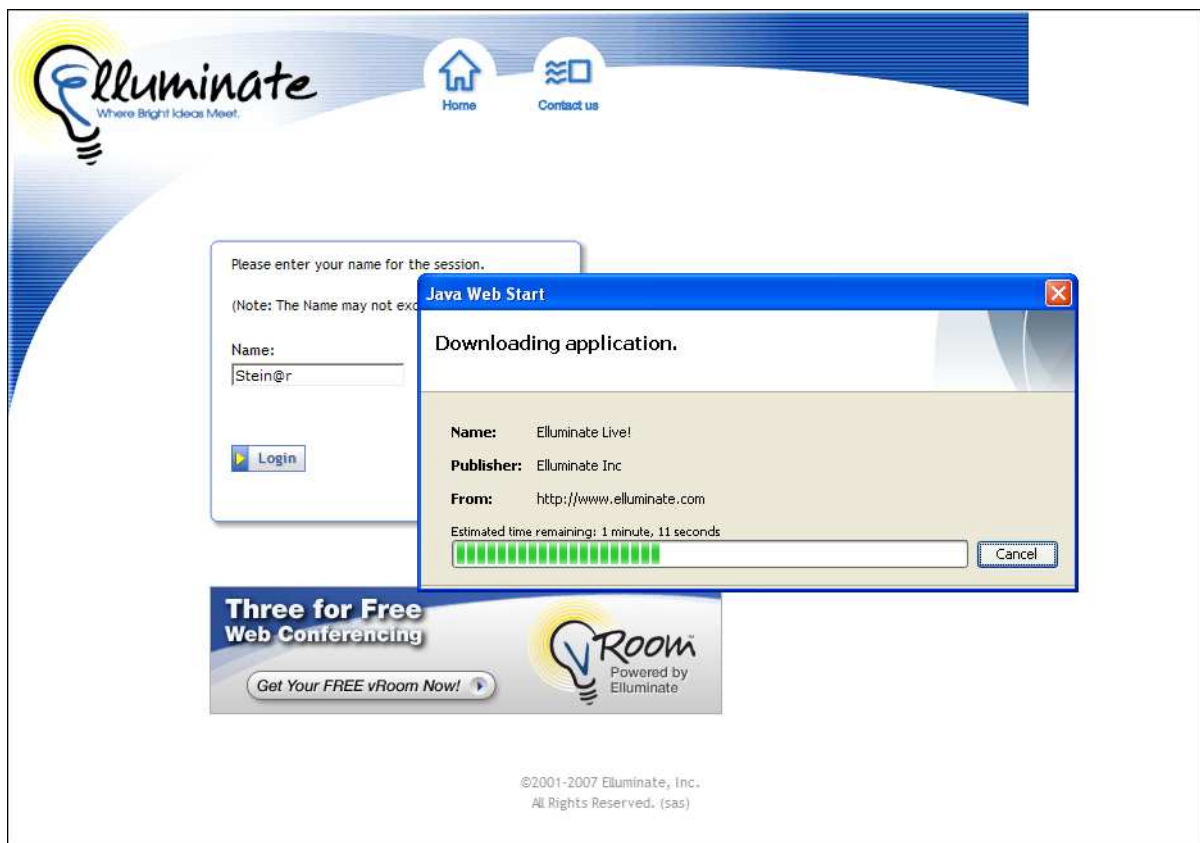 Elluminate
Where Bright Ideas Meet.
Home
Contact us
Please enter your name for the session.
(Note: The Name may not exc
Name:
Stein@r
Login
Java Web Start
Downloading application.
Name: Elluminate Live!
Publisher: Elluminate Inc
From: http://www.elluminate.com
Estimated time remaining: 1 minute, 11 seconds
Cancel
Three for Free
Web Conferencing
Get Your FREE vRoom Now!
vRoom™
Powered by
Elluminate
©2001-2007 Elluminate, Inc.
All Rights Reserved. (sas)